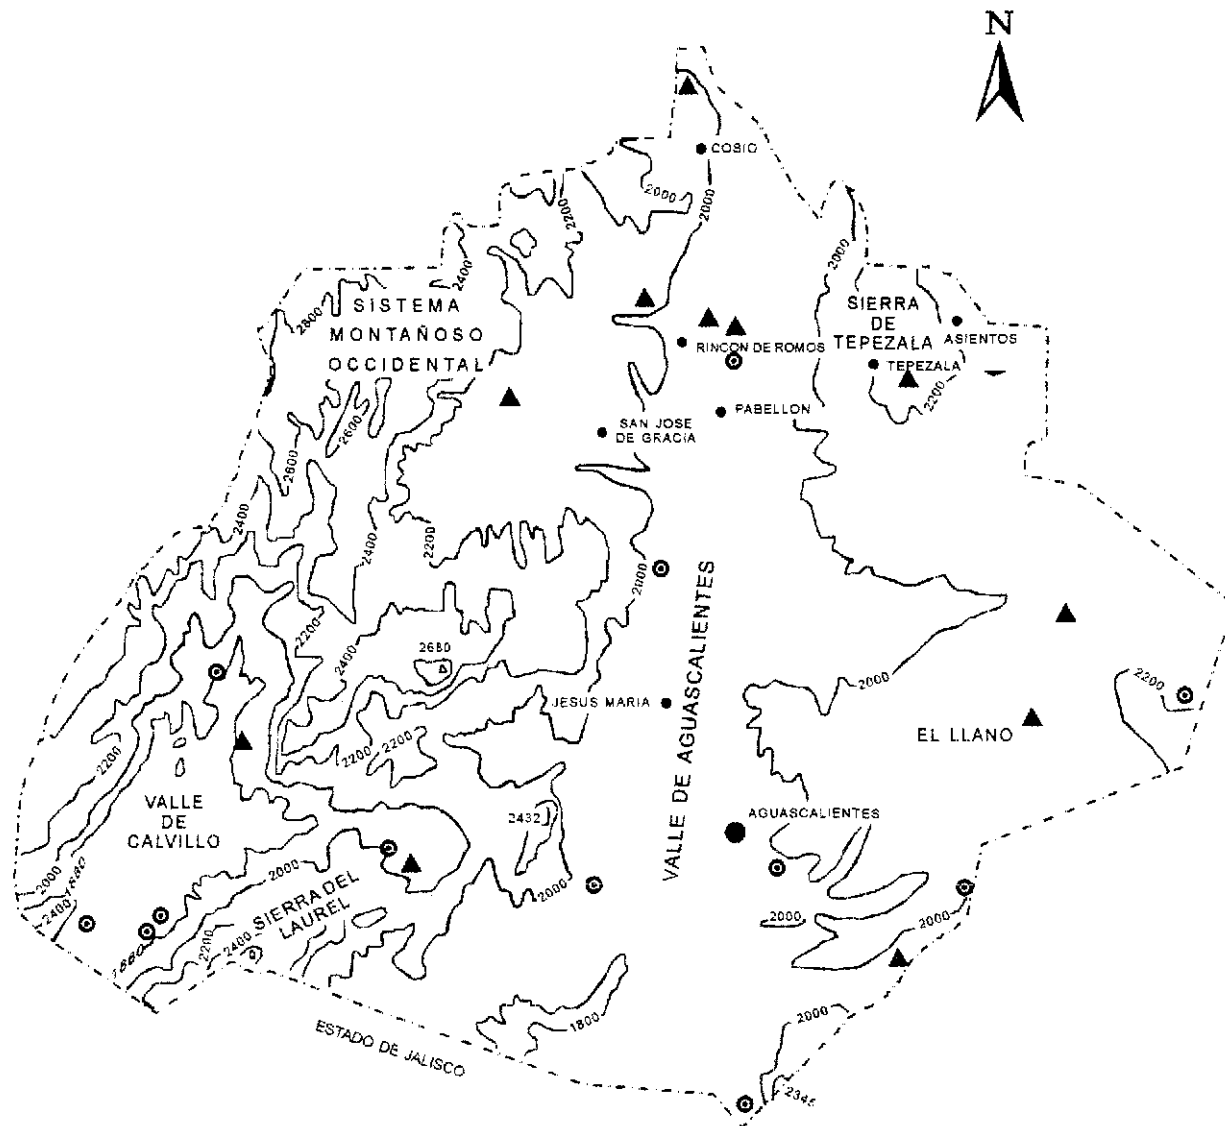 N
COSIO
2000
2000
2200
2000
2400
2800
SISTEMA
MONTAÑOSO
OCCIDENTAL
SIERRA
DE
TEPEZALA
ASIENTOS
RINCON DE ROMOS
TEPEZALA
2200
PABELLON
SAN JOSE
DE GRACIA
2600
2600
2400
2400
2200
2000
VALLE DE AGUASCALIENTES
2200
2400
2680
2000
2200
JESUS MARIA
EL LLANO
2200
2200
2200
VALLE
DE
CALVILLO
2432
AGUASCALIENTES
2000
2000
1880
2400
2000
SIERRA DEL
LAUREL
2000
2000
1880
2200
2400
1800
2000
ESTADO DE JALISCO
2345